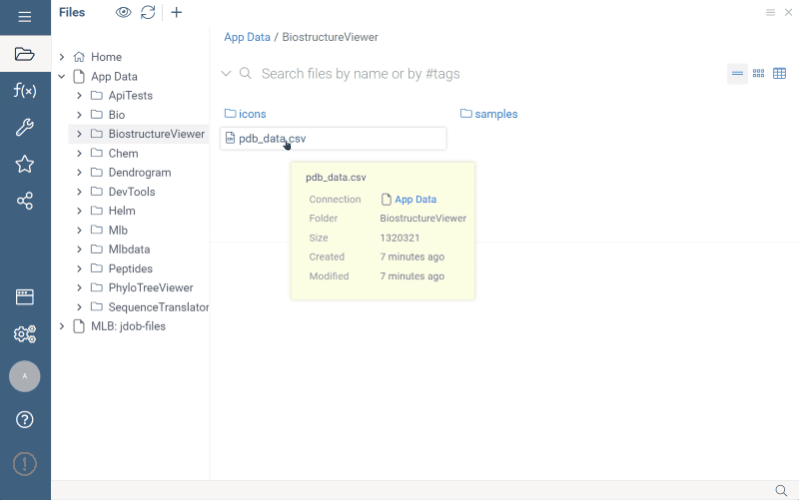 Files
App Data / BiostructureViewer
Home
App Data
Search files by name or by #tags
ApiTests
Bio
icons
samples
BiostructureViewer
pdb_data.csv
Chem
Dendrogram
DevTools
Helm
Mlb
Mlbdata
Peptides
PhyloTreeViewer
SequenceTranslator
MLB: jdob-files
pdb_data.csv
Connection App Data
Folder BiostructureViewer
Size 1320321
Created 7 minutes ago
Modified 7 minutes ago
f(x)
A